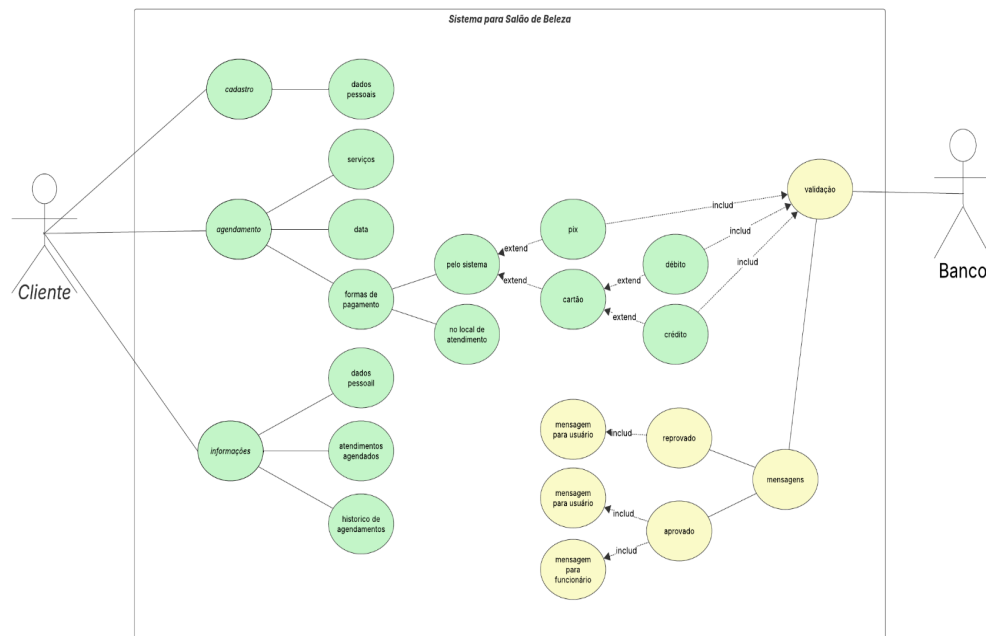 Sistema para Salão de Beleza
cadastro
dados
pessoais
serviços
agendamento
data
formas de
pagamento
pelo sistema
no local de
atendimento
extend
extend
pix
cartão
extend
extend
débito
crédito
includ
includ
includ
validação
Cliente
Banco
informações
dados
pessoail
atendimentos
agendados
historico de
agendamentos
mensagem
para usuário
includ
reprovado
mensagens
mensagem
para usuário
includ
aprovado
includ
mensagem
para
funcionário